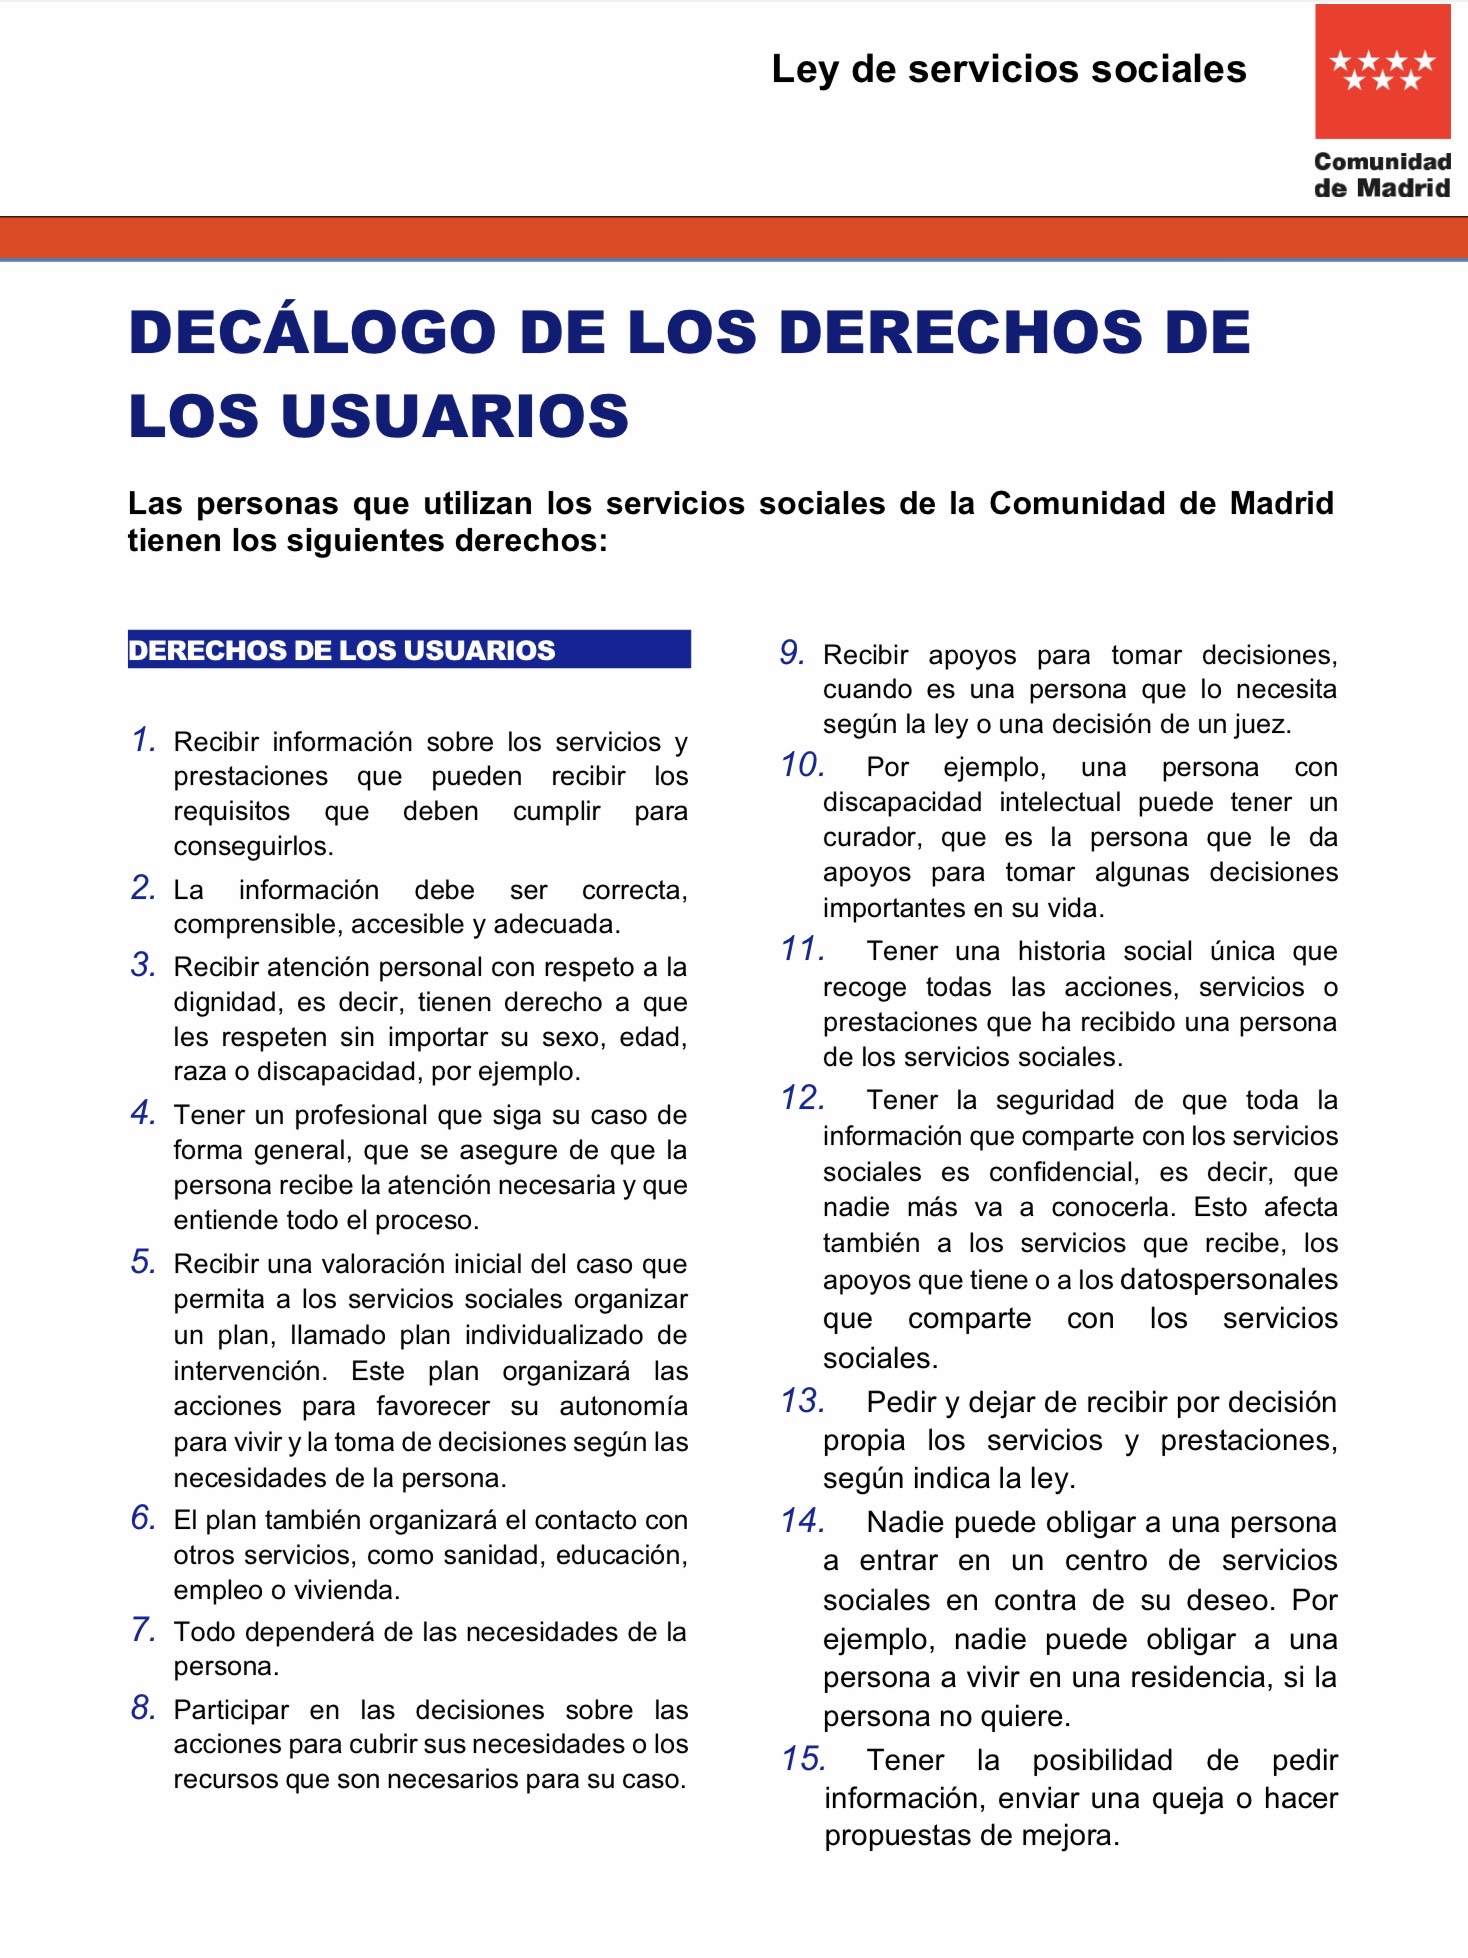 Ley de servicios sociales
Comunidad
de Madrid
DECÁLOGO DE LOS DERECHOS DE
LOS USUARIOS
Las personas que utilizan los servicios sociales de la Comunidad de Madrid
tienen los siguientes derechos:
DERECHOS DE LOS USUARIOS
1. Recibir información sobre los servicios y
prestaciones que pueden recibir los
requisitos que deben cumplir para
conseguirlos.
2. La información debe ser correcta,
comprensible, accesible y adecuada.
3. Recibir atención personal con respeto a la
dignidad, es decir, tienen derecho a que
les respeten sin importar su sexo, edad,
raza o discapacidad, por ejemplo.
4. Tener un profesional que siga su caso de
forma general, que se asegure de que la
persona recibe la atención necesaria y que
entiende todo el proceso.
5. Recibir una valoración inicial del caso que
permita a los servicios sociales organizar
un plan, llamado plan individualizado de
intervención. Este plan organizará las
acciones para favorecer su autonomía
para vivir y la toma de decisiones según las
necesidades de la persona.
6. El plan también organizará el contacto con
otros servicios, como sanidad, educación,
empleo o vivienda.
7. Todo dependerá de las necesidades de la
persona.
8. Participar en las decisiones sobre las
acciones para cubrir sus necesidades o los
recursos que son necesarios para su caso.
9. Recibir apoyos para tomar decisiones,
cuando es una persona que lo necesita
según la ley o una decisión de un juez.
10. Por ejemplo, una persona con
discapacidad intelectual puede tener un
curador, que es la persona que le da
apoyos para tomar algunas decisiones
importantes en su vida.
11. Tener una historia social única que
recoge todas las acciones, servicios o
prestaciones que ha recibido una persona
de los servicios sociales.
12. Tener la seguridad de que toda la
información que comparte con los servicios
sociales es confidencial, es decir, que
nadie más va a conocerla. Esto afecta
también a los servicios que recibe, los
apoyos que tiene o a los datospersonales
que comparte con los servicios
sociales.
13. Pedir y dejar de recibir por decisión
propia los servicios y prestaciones,
según indica la ley.
14. Nadie puede obligar a una persona
a entrar en un centro de servicios
sociales en contra de su deseo. Por
ejemplo, nadie puede obligar a una
persona a vivir en una residencia, si la
persona no quiere.
15. Tener la posibilidad de pedir
información, enviar una queja o hacer
propuestas de mejora.